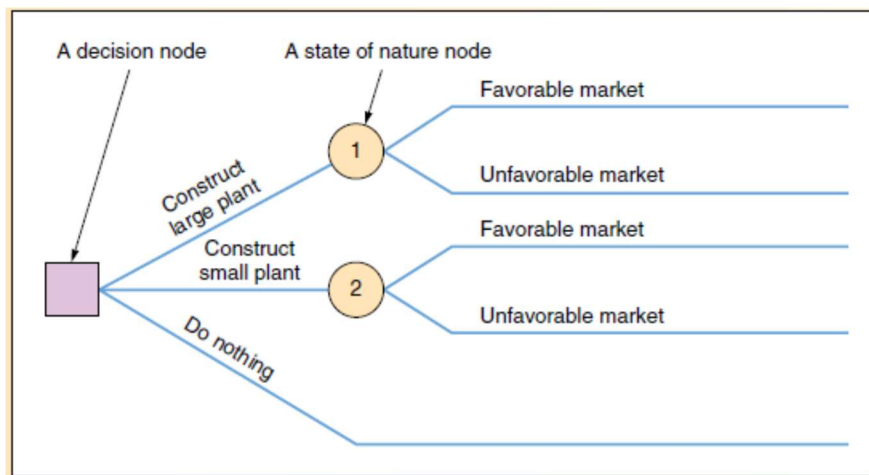 A decision node
A state of nature node
Favorable market
1
Construct
large plant
Unfavorable market
Favorable market
Construct
small plant
2
Unfavorable market
Do nothing